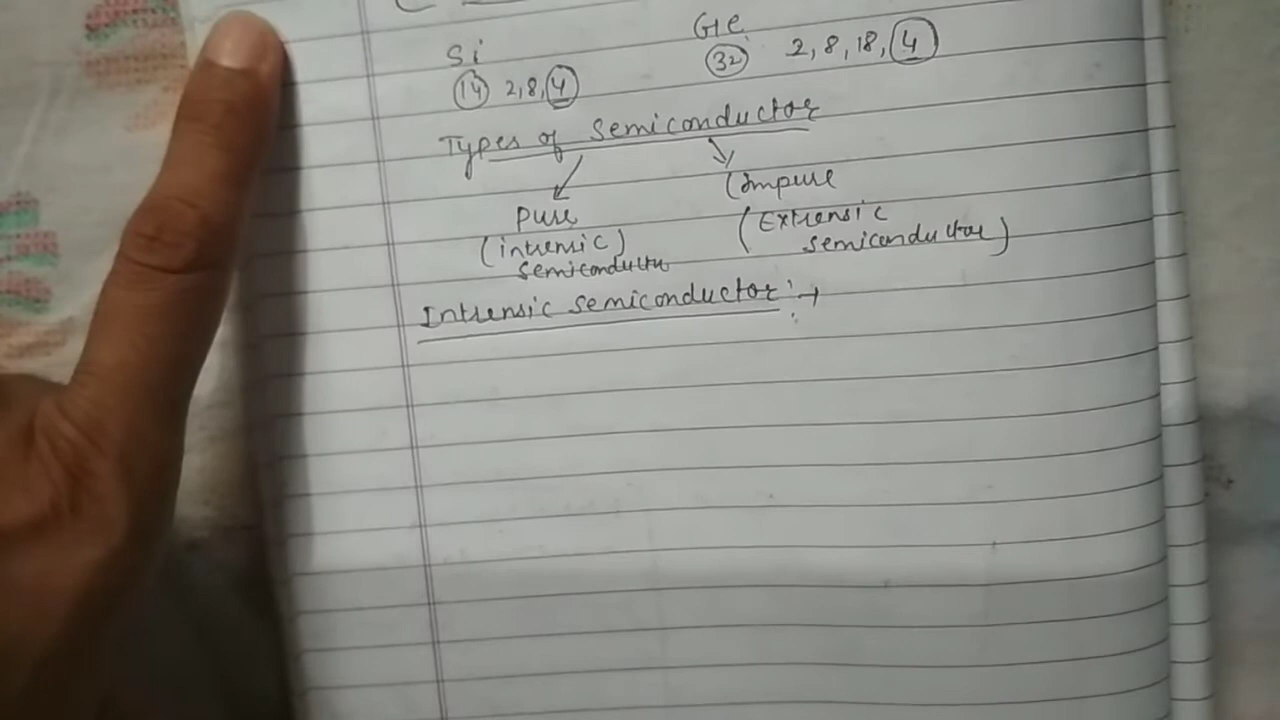 Si
Ge
14 2,8,4
32 2,8,18,4
Types of semiconductor
Pure
(intrensic)
semiconductor
Impure
(Extrensic
semiconductor)
Intrensic semiconductor :→